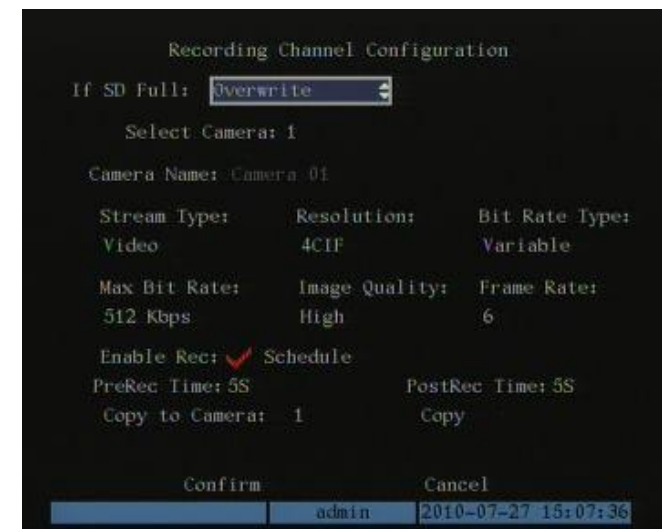 Recording Channel Configuration
If SD Full: Overwrite
Select Camera: 1
Camera Name: Camera 01
Stream Type: Resolution: Bit Rate Type:
Video 4CIF Variable
Max Bit Rate: Image Quality: Frame Rate:
512 Kbps High 6
Enable Rec: Schedule
PreRec Time: 5S PostRec Time: 5S
Copy to Camera: 1 Copy
Confirm Cancel
admin 2010-07-27 15:07:36